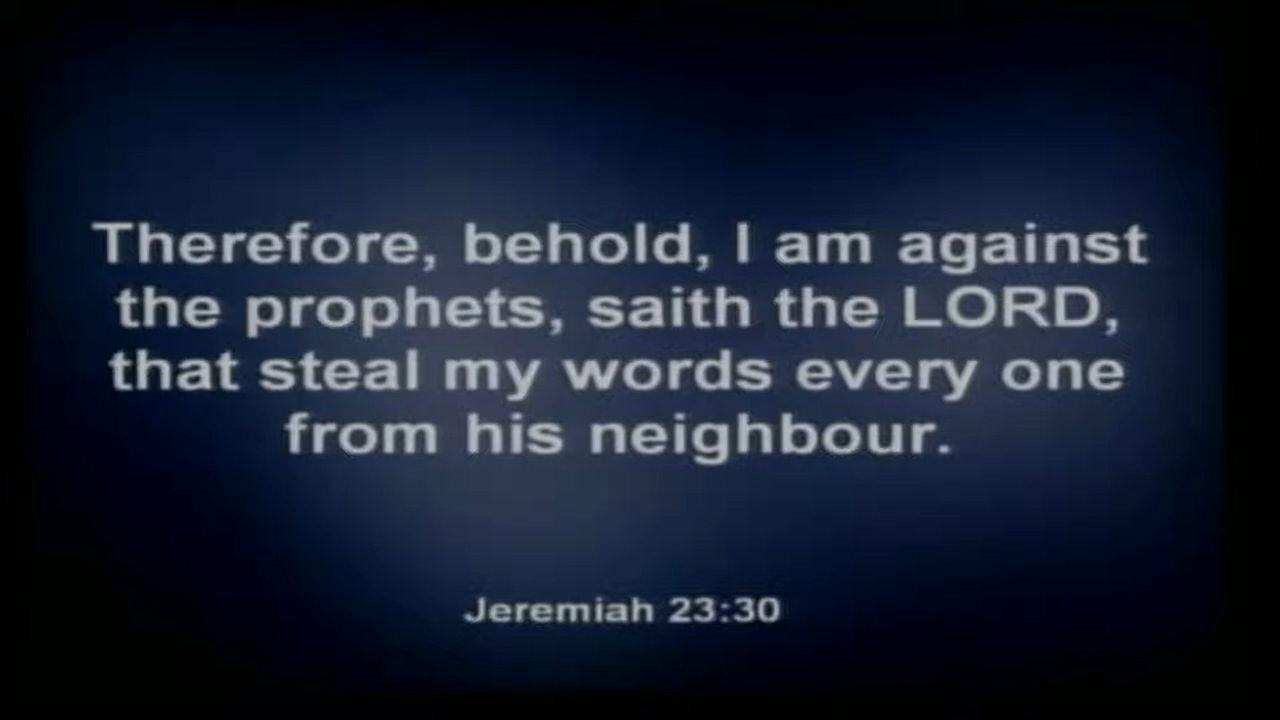 Therefore, behold, I am against
the prophets, saith the LORD,
that steal my words every one
from his neighbour.
Jeremiah 23:30